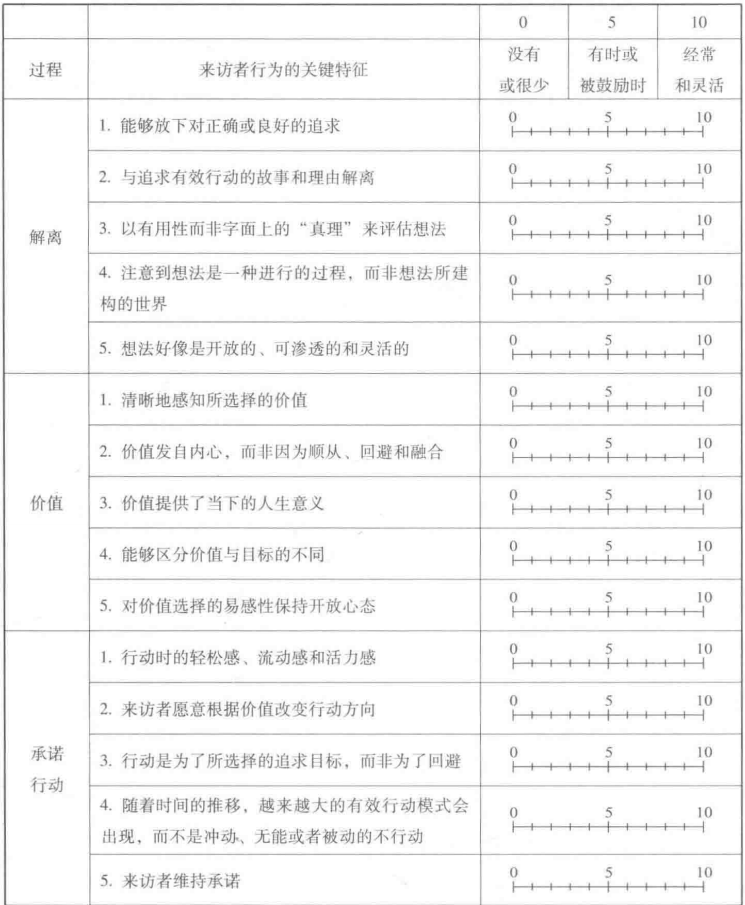 0 5 10
过程 来访者行为的关键特征 没有或很少 有时或被鼓励时 经常和灵活
解离
1. 能够放下对正确或良好的追求 0 5 10
2. 与追求有效行动的故事和理由解离 0 5 10
3. 以有用性而非字面上的“真理”来评估想法 0 5 10
4. 注意到想法是一种进行的过程，而非想法所建
构的世界 0 5 10
5. 想法好像是开放的、可渗透的和灵活的 0 5 10
价值
1. 清晰地感知所选择的价值 0 5 10
2. 价值发自内心，而非因为顺从、回避和融合 0 5 10
3. 价值提供了当下的人生意义 0 5 10
4. 能够区分价值与目标的不同 0 5 10
5. 对价值选择的易感性保持开放心态 0 5 10
承诺
行动
1. 行动时的轻松感、流动感和活力感 0 5 10
2. 来访者愿意根据价值改变行动方向 0 5 10
3. 行动是为了所选择的追求目标，而非为了回避 0 5 10
4. 随着时间的推移，越来越大的有效行动模式会
出现，而不是冲动、无能或者被动的不行动 0 5 10
5. 来访者维持承诺 0 5 10